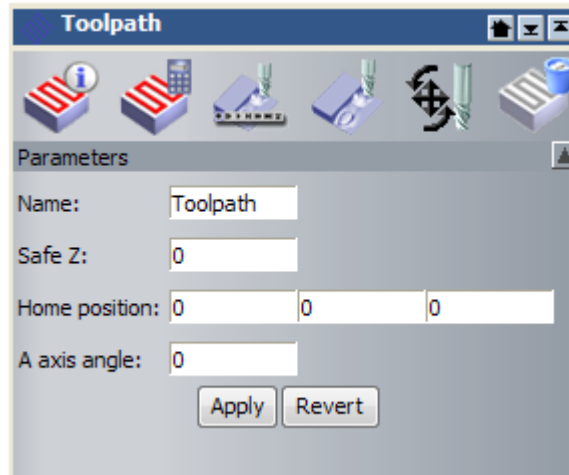 Toolpath
Parameters
Name: Toolpath
Safe Z: 0
Home position: 0 0 0
A axis angle: 0
Apply Revert